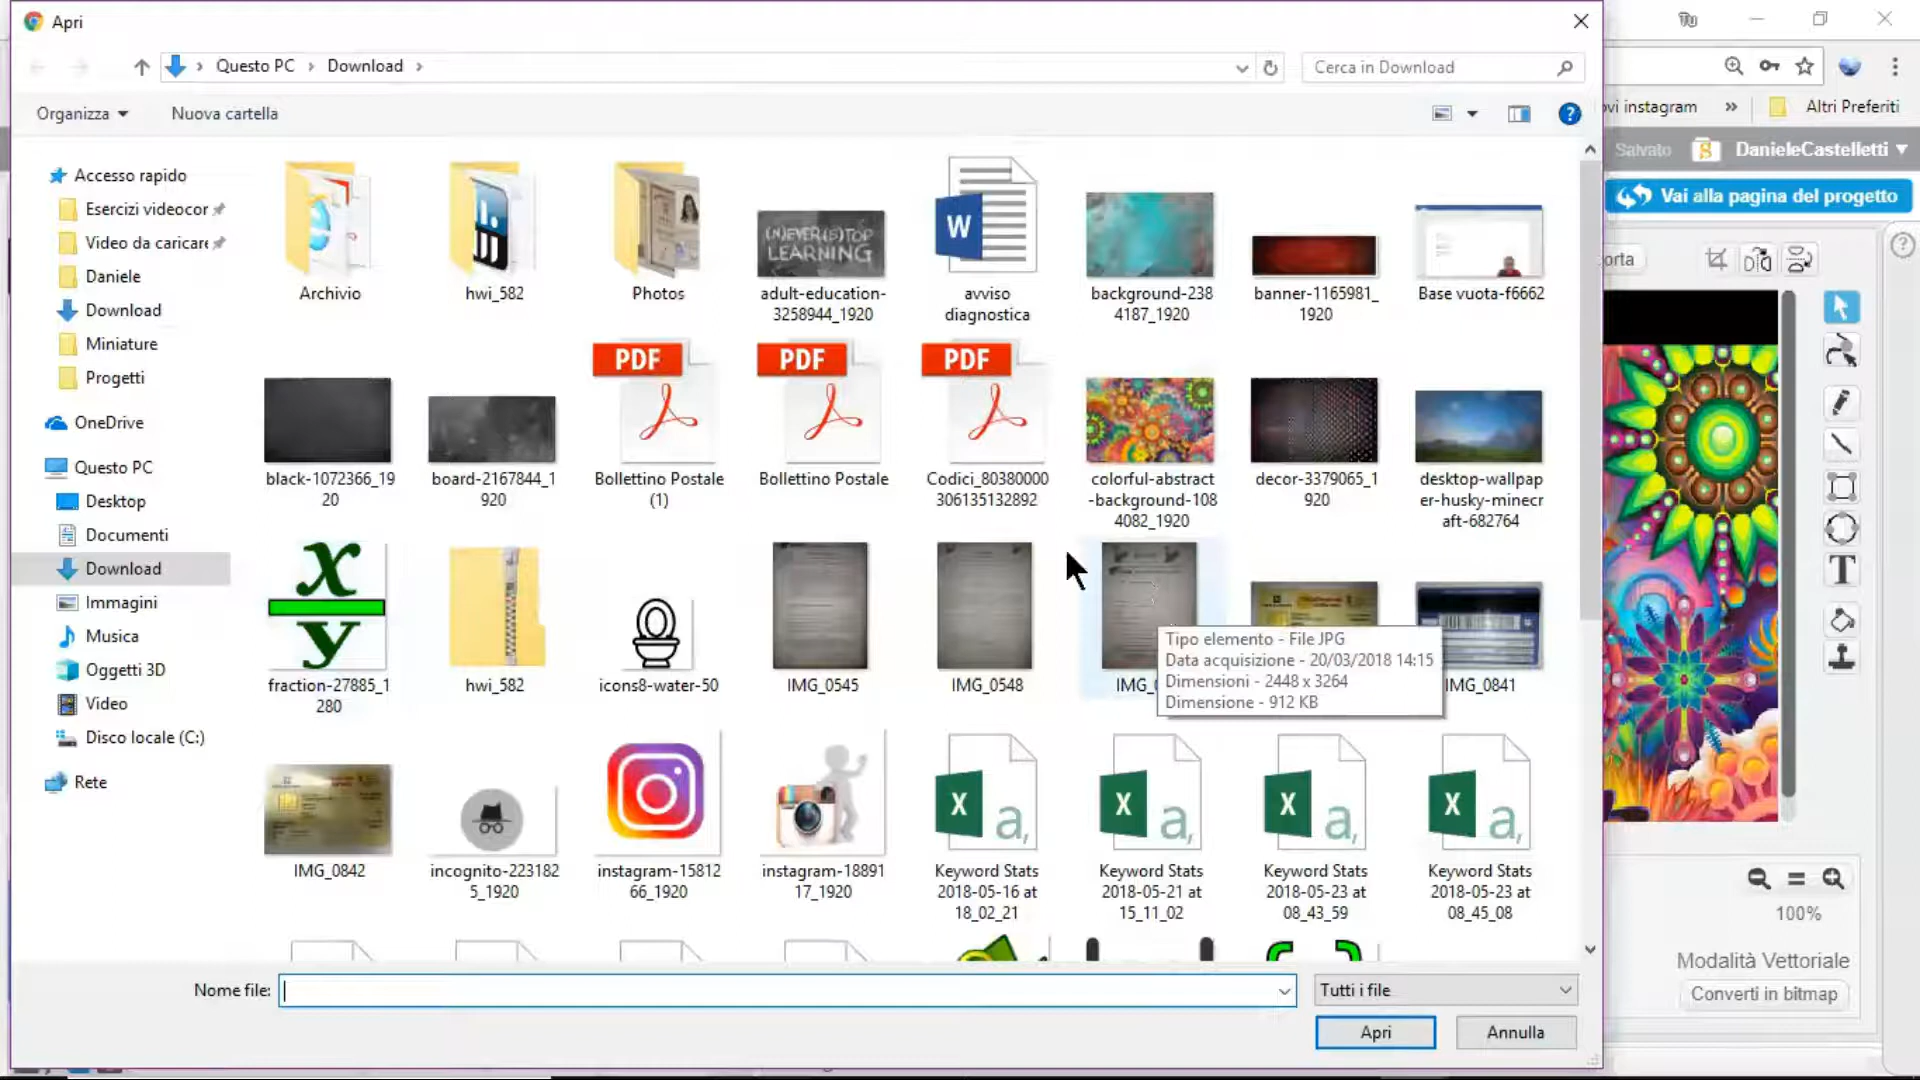 Apri
Questo PC
Download
Cerca in Download
vi instagram
Altri Preferiti
Organizza
Nuova cartella
Salvato
DanieleCastelletti
Vai alla pagina del progetto
orta
Accesso rapido
Esercizi videocor
Video da caricare
Daniele
Download
Miniature
Progetti
OneDrive
Questo PC
Desktop
Documenti
Download
Immagini
Musica
Oggetti 3D
Video
Disco locale (C:)
Rete
(N)EVER(S)TOP
LEARNING
Archivio
hwi_582
Photos
adult-education-
3258944_1920
avviso
diagnostica
background-238
4187_1920
banner-1165981_
1920
Base vuota-f6662
PDF
PDF
PDF
black-1072366_19
20
board-2167844_1
920
Bollettino Postale
(1)
Bollettino Postale
Codici_80380000
306135132892
colorful-abstract
-background-108
4082_1920
decor-3379065_1
920
desktop-wallpap
er-husky-minecr
aft-682764
x
y
fraction-27885_1
280
hwi_582
icons8-water-50
IMG_0545
IMG_0548
IMG_0
IMG_0841
Tipo elemento - File JPG
Data acquisizione - 20/03/2018 14:15
Dimensioni - 2448 x 3264
Dimensione - 912 KB
IMG_0842
incognito-223182
5_1920
instagram-15812
66_1920
instagram-18891
17_1920
Keyword Stats
2018-05-16 at
18_02_21
Keyword Stats
2018-05-21 at
15_11_02
Keyword Stats
2018-05-23 at
08_43_59
Keyword Stats
2018-05-23 at
08_45_08
100%
Modalità Vettoriale
Converti in bitmap
Nome file:
Tutti i file
Apri
Annulla